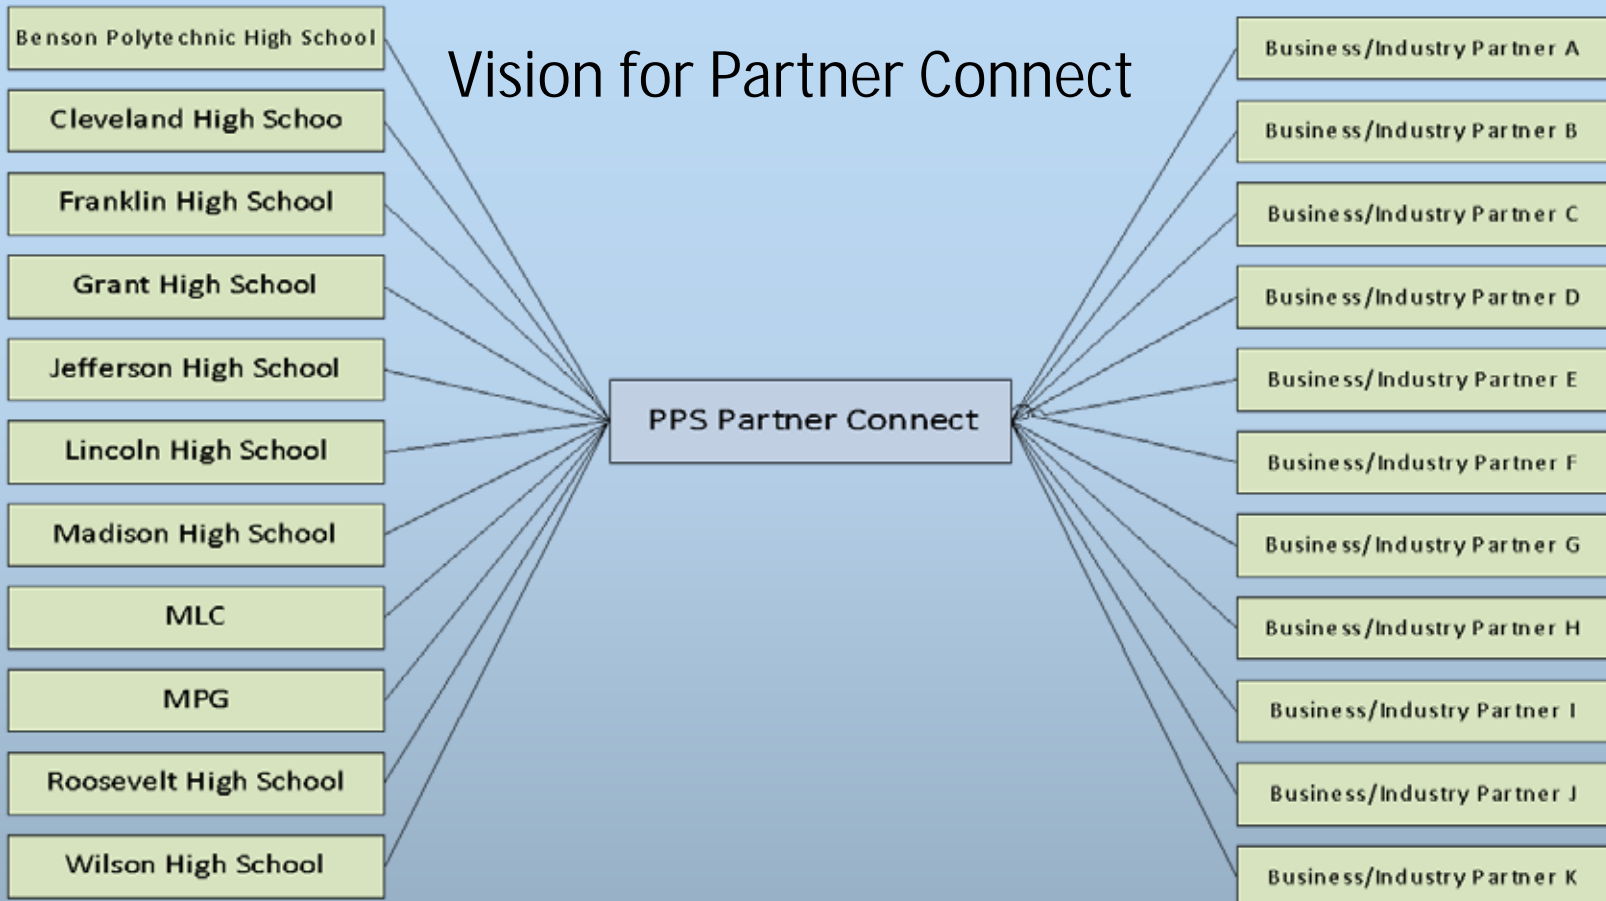 Vision for Partner Connect
Benson Polytechnic High School
Cleveland High Schoo
Franklin High School
Grant High School
Jefferson High School
Lincoln High School
Madison High School
MLC
MPG
Roosevelt High School
Wilson High School
PPS Partner Connect
Business/Industry Partner A
Business/Industry Partner B
Business/Industry Partner C
Business/Industry Partner D
Business/Industry Partner E
Business/Industry Partner F
Business/Industry Partner G
Business/Industry Partner H
Business/Industry Partner I
Business/Industry Partner J
Business/Industry Partner K